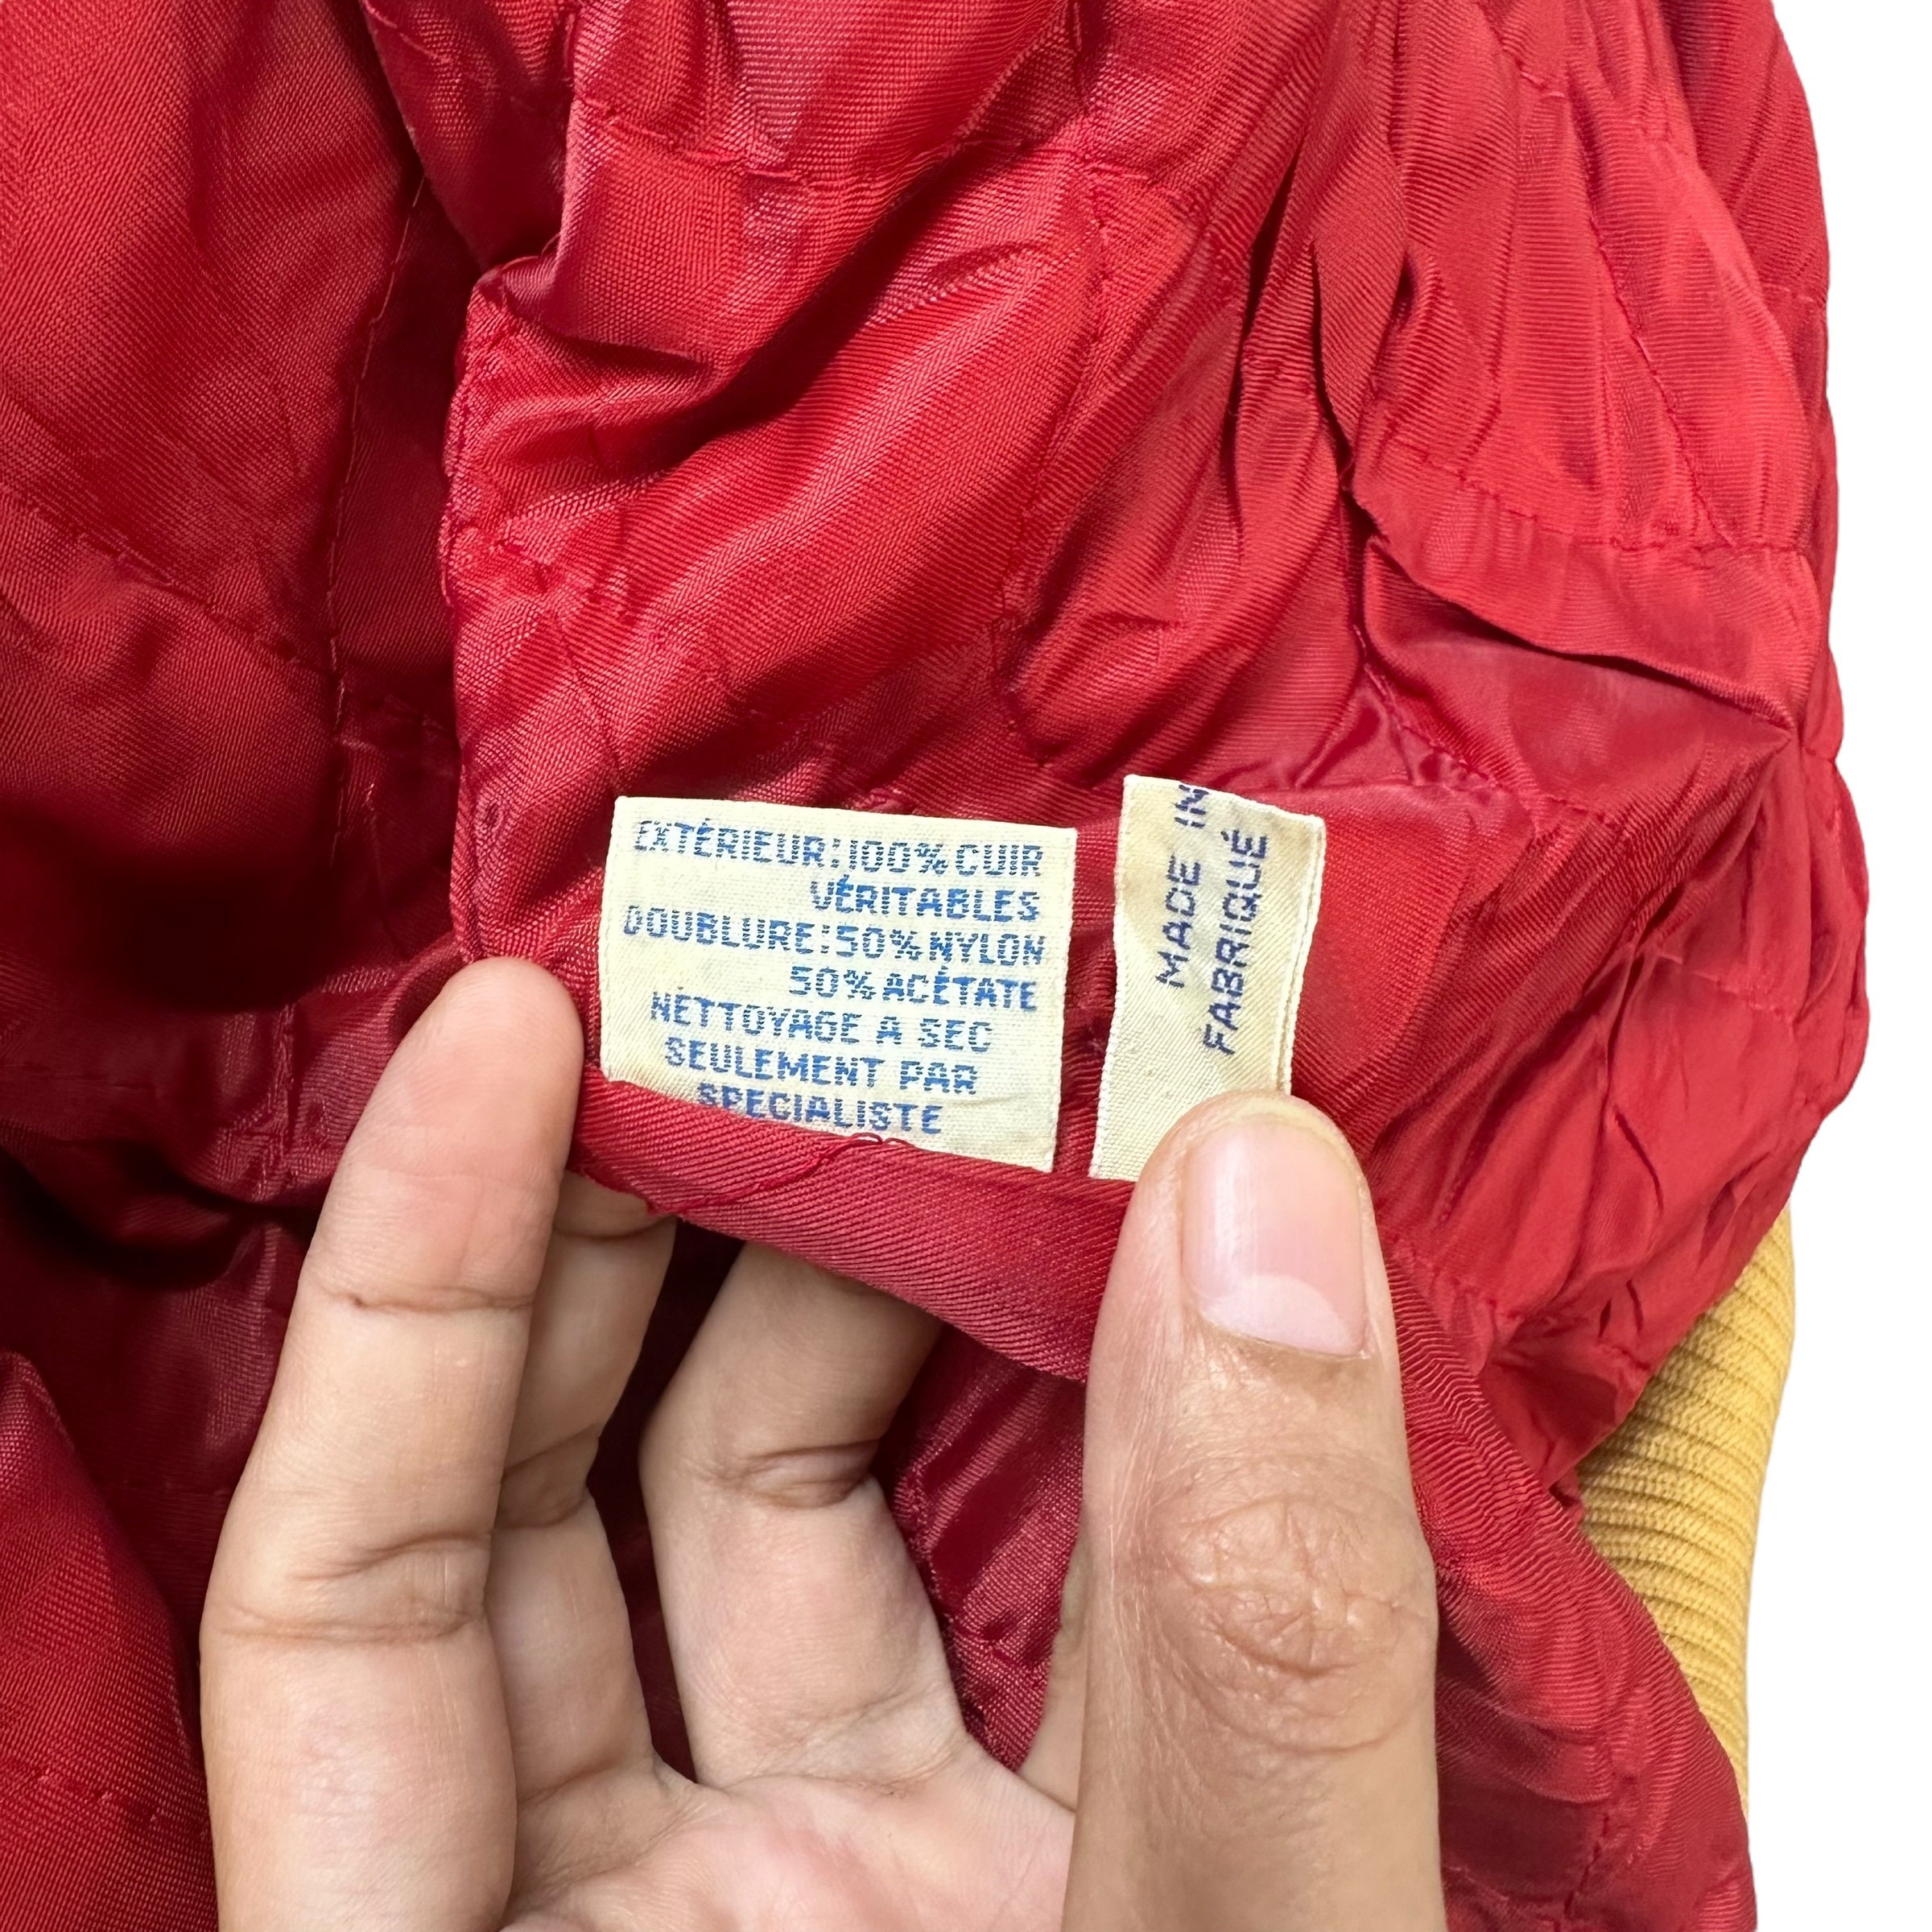 EXTÉRIEUR:100% CUIR
VÉRITABLES
DOUBLURE:50% NYLON
50% ACÉTATE
NETTOYAGE A SEC
SEULEMENT PAR
SPECIALISTE
MADE IN
FABRIQUÉ